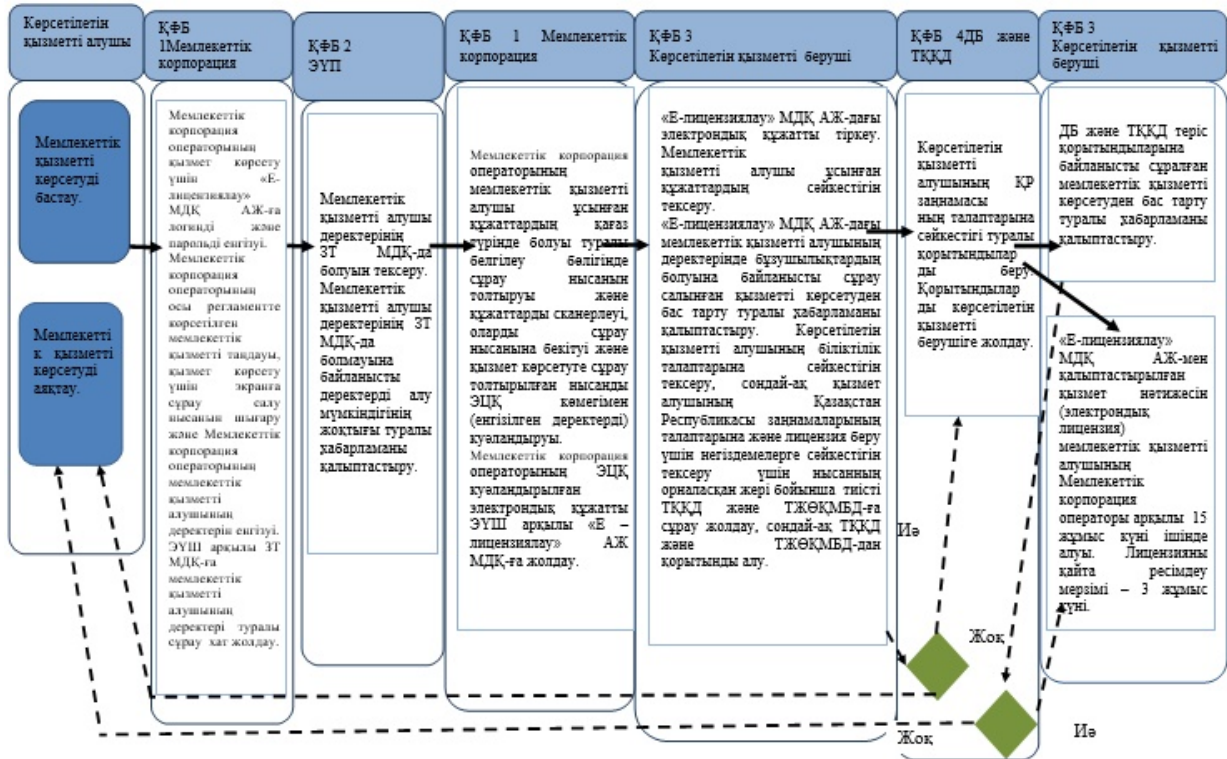 Көрсетілетін
қызметті алушы
Мемлекеттік
қызметті
көрсетуді
бастау.
Мемлекетті
к қызметті
көрсетуді
аяқтау.
ҚФБ
1Мемлекеттік
корпорация
Мемлекеттік
корпорация
операторының
қызмет көрсету
үшін «Е-
лицензиялау»
МДҚ АЖ-ға
логинді және
парольді енгізуі.
Мемлекеттік
корпорация
операторының
осы регламентте
көрсетілген
мемлекеттік
қызметті таңдауы,
қызмет көрсету
үшін экранға
сұрау салу
нысанын шығару
және Мемлекеттік
корпорация
операторының
мемлекеттік
қызметті
алушының
деректерін енгізуі.
ЭҮШ арқылы ЗТ
МДҚ-ға
мемлекеттік
қызметті
алушының
деректері туралы
сұрау хат жолдау.
ҚФБ 2
ЭҮП
Мемлекеттік
қызметті алушы
деректерінің
ЗТ МДҚ-да
болуын тексеру.
Мемлекеттік
қызметті алушы
деректерінің ЗТ
МДҚ-да
болмауына
байланысты
деректерді алу
мүмкіндігінің
жоқтығы туралы
хабарламаны
қалыптастыру.
ҚФБ 1 Мемлекеттік
корпорация
Мемлекеттік корпорация
операторының
мемлекеттік қызметті
алушы ұсынған
құжаттардың қағаз
түрінде болуы туралы
белгілеу бөлігінде
сұрау нысанын
толтыруы және
құжаттарды сканерлеуі,
оларды сұрау
нысанына бекітуі және
қызмет көрсетуге сұрау
толтырылған нысанды
ЭЦҚ көмегімен
(енгізілген деректерді)
куәландыруы.
Мемлекеттік корпорация
операторының ЭЦҚ
куәландырылған
электрондық құжатты
ЭҮШ арқылы «Е –
лицензиялау» АЖ
МДҚ-ға жолдау.
ҚФБ 3
Көрсетілетін қызметті беруші
«Е-лицензиялау» МДҚ АЖ-дағы
электрондық құжатты тіркеу.
Мемлекеттік
қызметті алушы ұсынған
құжаттардың сәйкестігін
тексеру.
«Е-лицензиялау» МДҚ АЖ-дағы
мемлекеттік қызметті алушының
деректерінде бұзушылықтардың
болуына байланысты сұрау
салынған қызметті көрсетуден
бас тарту туралы хабарламаны
қалыптастыру. Көрсетілетін
қызметті алушының біліктілік
талаптарына сәйкестігін
тексеру, сондай-ақ қызмет
алушының Қазақстан
Республикасы заңнамаларының
талаптарына және лицензия беру
үшін негіздемелерге сәйкестігін
тексеру үшін нысанның
орналасқан жері бойынша тиісті
ТҚҚД және ТЖӨҚМБД-ға
сұрау жолдау, сондай-ақ ТҚҚД
және ТЖӨҚМБД-дан
қорытынды алу.
ҚФБ 4ДБ және
ТҚҚД
Көрсетілетін
қызметті
алушының ҚР
заңнамасы
ның талаптарына
сәйкестігі туралы
қорытындылар
ды беру.
Қорытындылар
ды көрсетілетін
қызметті
берушіге жолдау.
ҚФБ 3
Көрсетілетін қызметті
беруші
ДБ және ТҚҚД теріс
қорытындыларына
байланысты сұралған
мемлекеттік қызметті
көрсетуден бас тарту
туралы хабарламаны
қалыптастыру.
«Е-лицензиялау»
МДҚ АЖ-мен
қалыптастырылған
қызмет нәтижесін
(электрондық
лицензия)
мемлекеттік қызметті
алушының
Мемлекеттік
корпорация
операторы арқылы 15
жұмыс күні ішінде
алуы. Лицензияны
қайта ресімдеу
мерзімі – 3 жұмыс
күні.
Иә
Жоқ
Жоқ
Иә